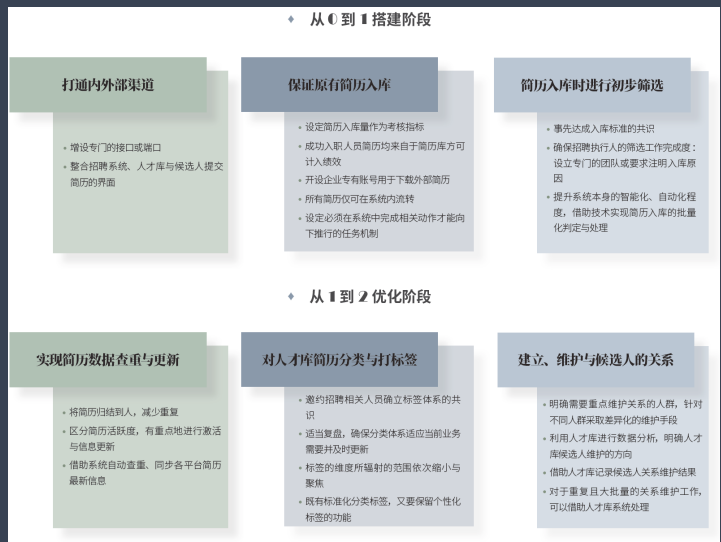 从 0 到 1 搭建阶段
打通内外部渠道
增设专门的接口或端口
整合招聘系统、人才库与候选人提交
简历的界面
保证原有简历入库
设定简历入库量作为考核指标
成功入职人员简历均来自于简历库方可
计入绩效
开设企业专有账号用于下载外部简历
所有简历仅可在系统内流转
设定必须在系统中完成相关动作才能向
下推行的任务机制
简历入库时进行初步筛选
事先达成入库标准的共识
确保招聘执行人的筛选工作完成度：
设立专门的团队或要求注明入库原
因
提升系统本身的智能化、自动化程
度，借助技术实现简历入库的批量
化判定与处理
从 1 到 2 优化阶段
实现简历数据查重与更新
将简历归结到人，减少重复
区分简历活跃度，有重点地进行激活
与信息更新
借助系统自动查重、同步各平台简历
最新信息
对人才库简历分类与打标签
邀约招聘相关人员确立标签体系的共
识
适当复盘，确保分类体系适应当前业务
需要并及时更新
标签的维度所辐射的范围依次缩小与
聚焦
既有标准化分类标签，又要保留个性化
标签的功能
建立、维护与候选人的关系
明确需要重点维护关系的人群，针对
不同人群采取差异化的维护手段
利用人才库进行数据分析，明确人才
库候选人维护的方向
借助人才库记录候选人关系维护结果
对于重复且大批量的关系维护工作，
可以借助人才库系统处理